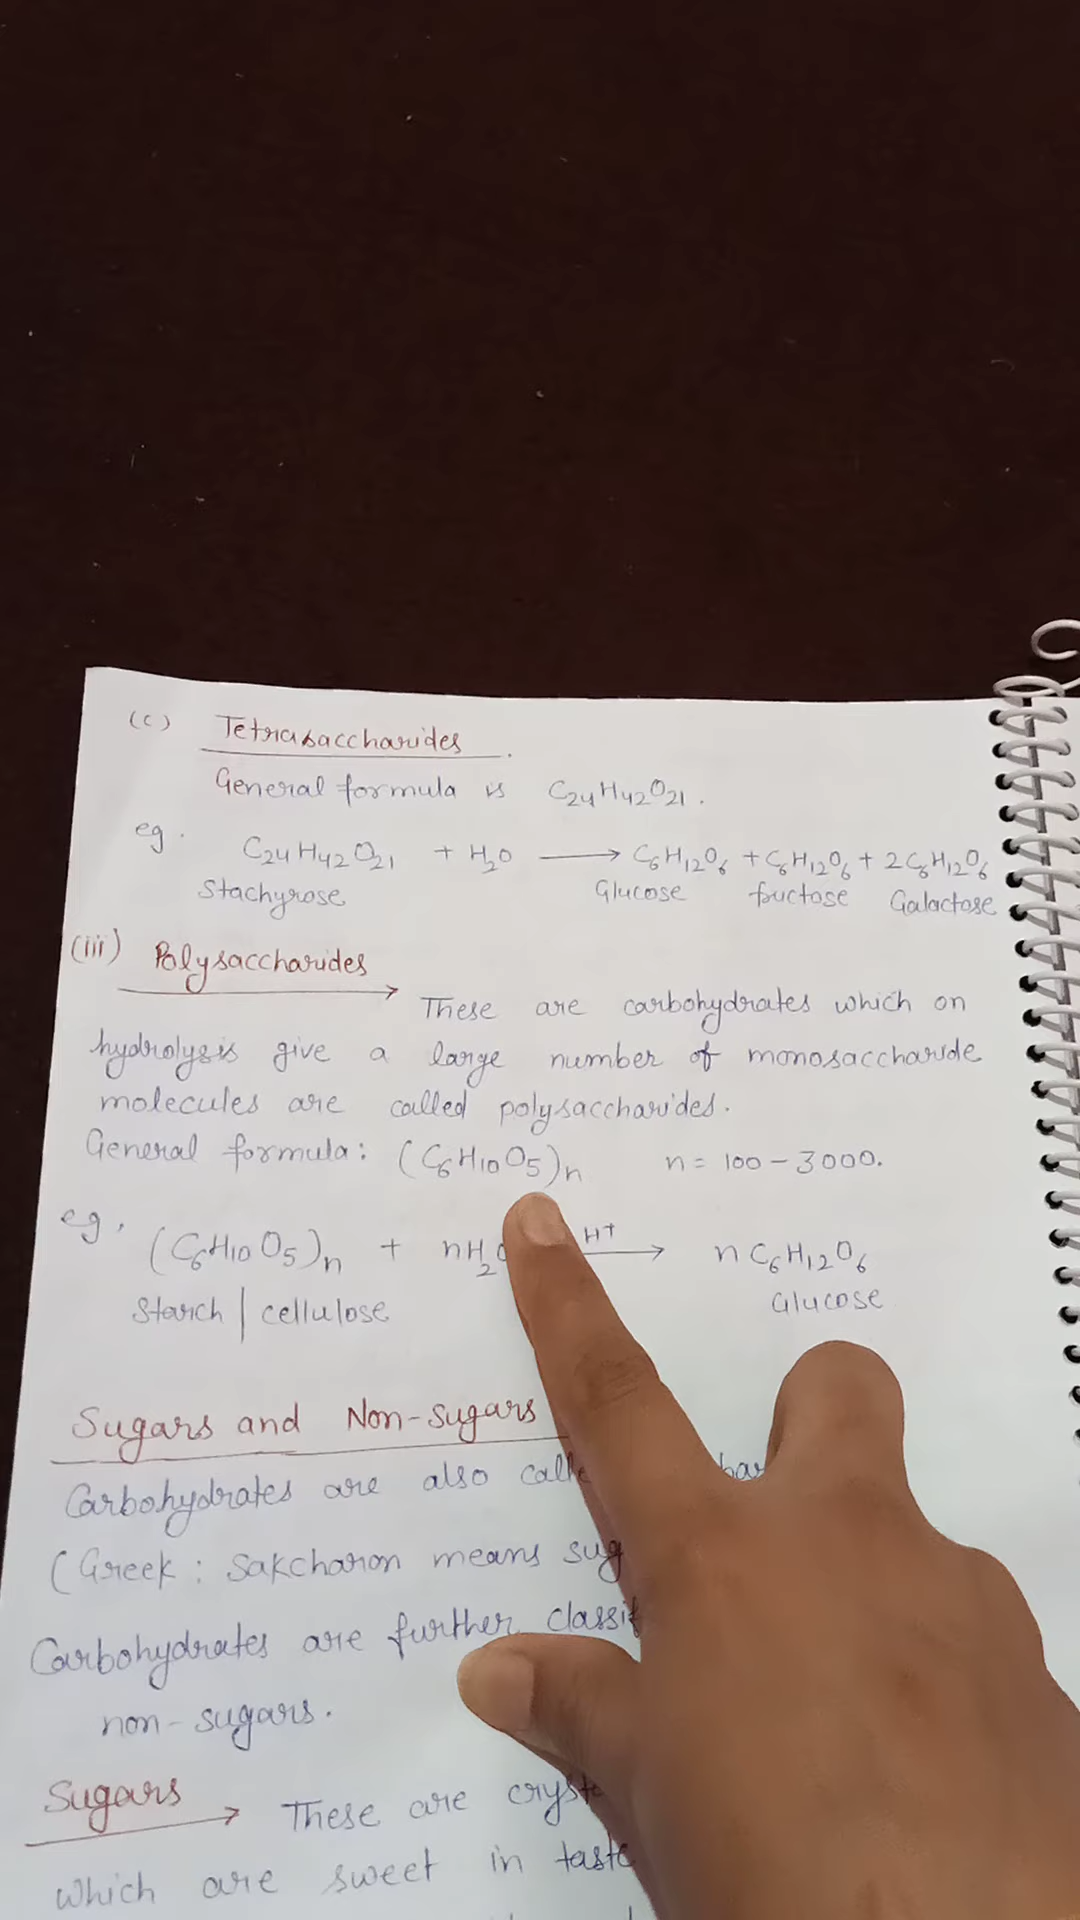 (c) Tetrasaccharides
General formula is C24H42O21.
eg. C24H42O21 + H2O ⟶ C6H12O6 + C6H12O6 + 2C6H12O6
Stachyrose Glucose fructose Galactose
(iii) Polysaccharides
These are carbohydrates which on
hydrolysis give a large number of monosaccharide
molecules are called polysaccharides.
General formula: (C6H10O5)n n = 100 - 3000.
eg, (C6H10O5)n + nH2O H+ ⟶ n C6H12O6
Starch | cellulose Glucose
Sugars and Non-sugars
Carbohydrates are also
(Greek : Sakcharon means
Carbohydrates are further
non-sugars.
Sugars → These are
which are sweet in taste